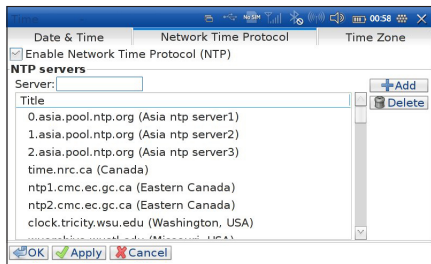 Time
No SIM
00:58
Date & Time
Network Time Protocol
Time Zone
Enable Network Time Protocol (NTP)
NTP servers
Server:
Add
Delete
Title
0.asia.pool.ntp.org (Asia ntp server1)
1.asia.pool.ntp.org (Asia ntp server2)
2.asia.pool.ntp.org (Asia ntp server3)
time.nrc.ca (Canada)
ntp1.cmc.ec.gc.ca (Eastern Canada)
ntp2.cmc.ec.gc.ca (Eastern Canada)
clock.tricity.wsu.edu (Washington, USA)
OK
Apply
Cancel